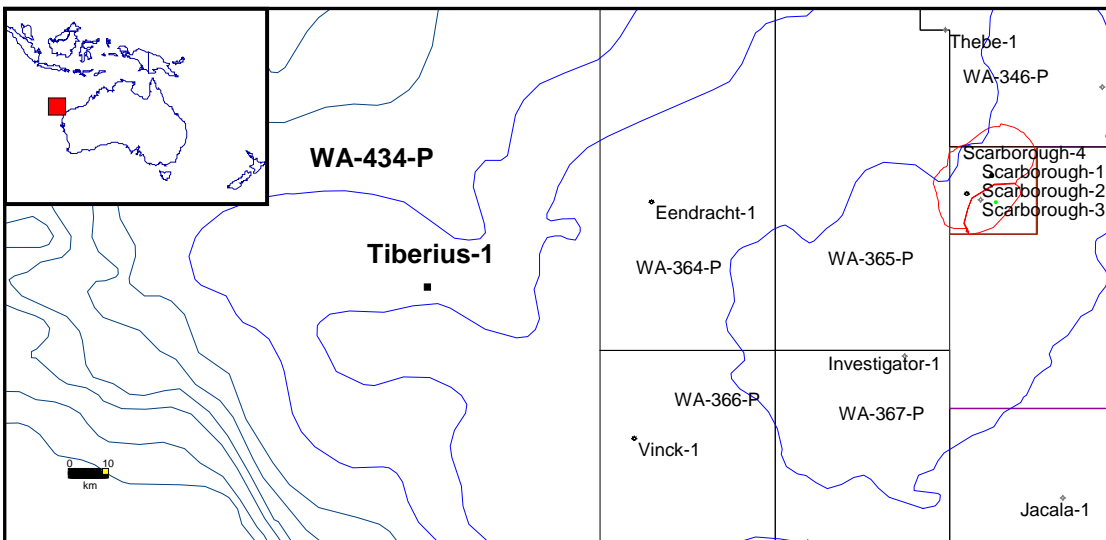 Thebe-1
WA-346-P
WA-434-P
Scarborough-4
Scarborough-1
Scarborough-2
Scarborough-3
Eendracht-1
Tiberius-1
WA-364-P
WA-365-P
Investigator-1
WA-366-P
WA-367-P
Vinck-1
0 10
km
Jacala-1